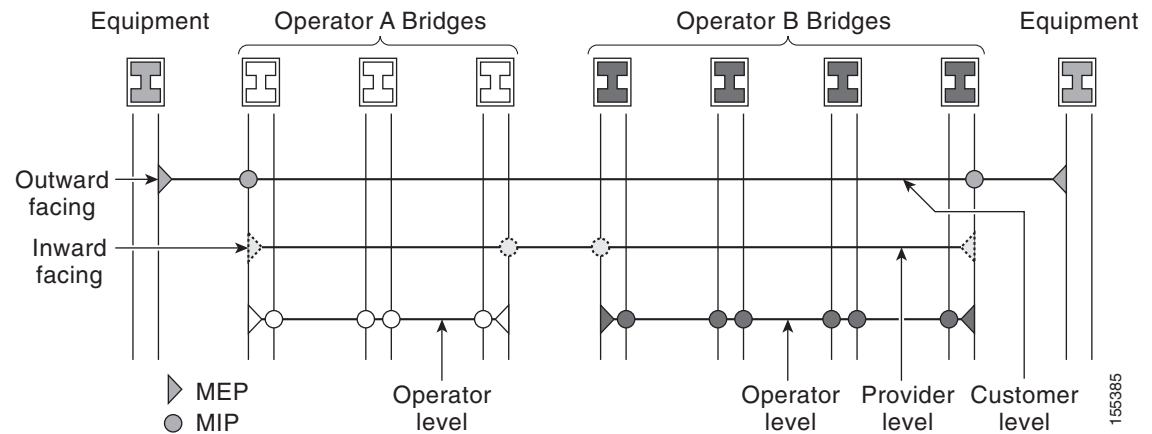 Equipment
Operator A Bridges
Operator B Bridges
Equipment
Outward
facing
Inward
facing
MEP
MIP
Operator
level
Operator
level
Provider
level
Customer
level
155385